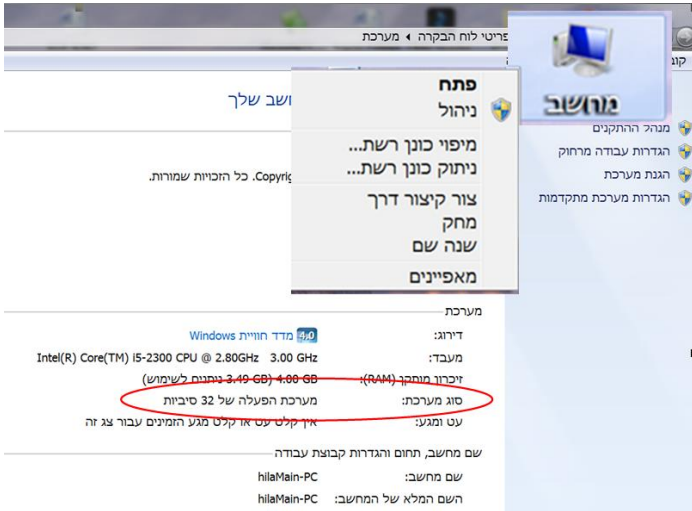 פריטי לוח הבקרה ◂ מערכת
קוב
מחשב
מנהל ההתקנים
הגדרות עבודה מרחוק
הגנת מערכת
הגדרות מערכת מתקדמות
פתח
ניהול
מיפוי כונן רשת...
ניתוק כונן רשת...
צור קיצור דרך
מחק
שנה שם
מאפיינים
שב שלך
Copyrig. כל הזכויות שמורות.
מערכת
דירוג: 4.0 מדד חוויית Windows
מעבד: Intel(R) Core(TM) i5-2300 CPU @ 2.80GHz 3.00 GHz
זיכרון מותקן (RAM): 4.00 GB (3.49 GB ניתנים לשימוש)
סוג מערכת: מערכת הפעלה של 32 סיביות
עט ומגע: אין קלט עט או קלט מגע הזמינים עבור צג זה
שם מחשב, תחום והגדרות קבוצת עבודה
שם מחשב: hilaMain-PC
השם המלא של המחשב: hilaMain-PC